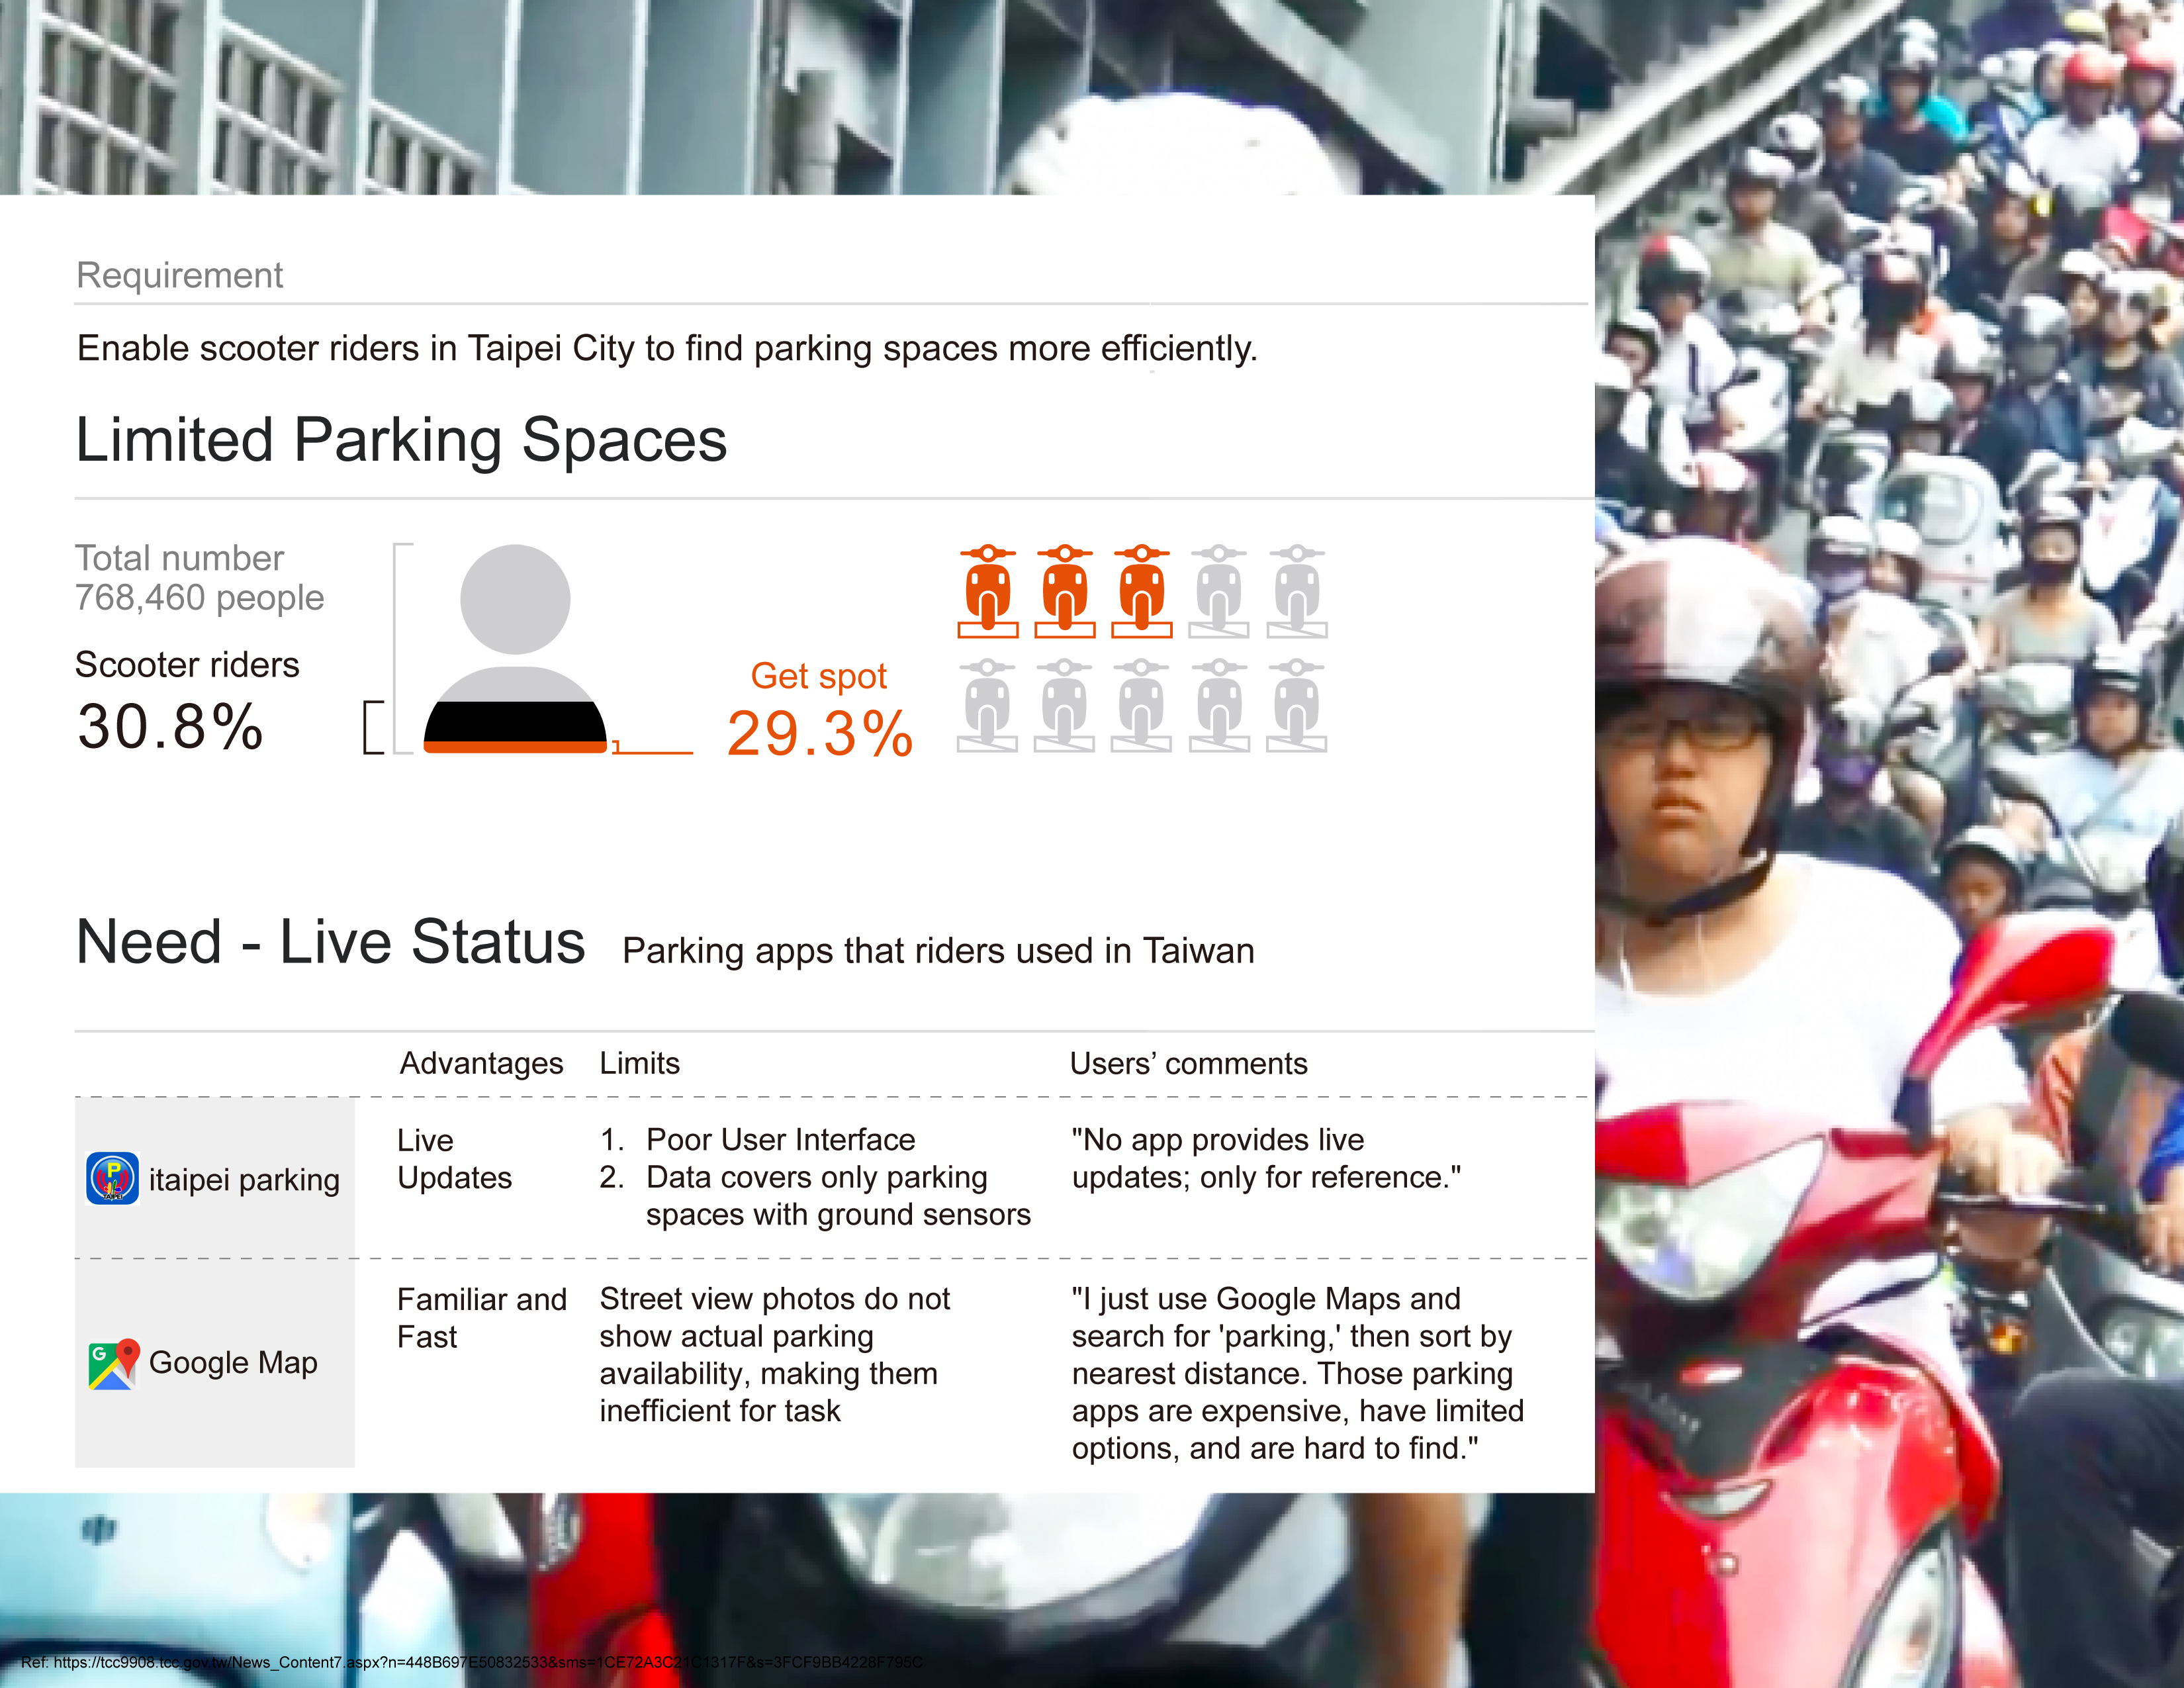 Requirement
Enable scooter riders in Taipei City to find parking spaces more efficiently.
Limited Parking Spaces
Total number
768,460 people
Scooter riders
30.8%
Get spot
29.3%
Need - Live Status Parking apps that riders used in Taiwan
Advantages Limits Users’ comments
itaipei parking
Live
Updates
1. Poor User Interface
2. Data covers only parking
spaces with ground sensors
"No app provides live
updates; only for reference."
Google Map
Familiar and
Fast
Street view photos do not
show actual parking
availability, making them
inefficient for task
"I just use Google Maps and
search for 'parking,' then sort by
nearest distance. Those parking
apps are expensive, have limited
options, and are hard to find."
Ref: https://tcc9908.tcc.gov.tw/News_Content7.aspx?n=448B697E50832533&sms=1CE72A3C21C1317F&s=3FCF9BB4228F795C